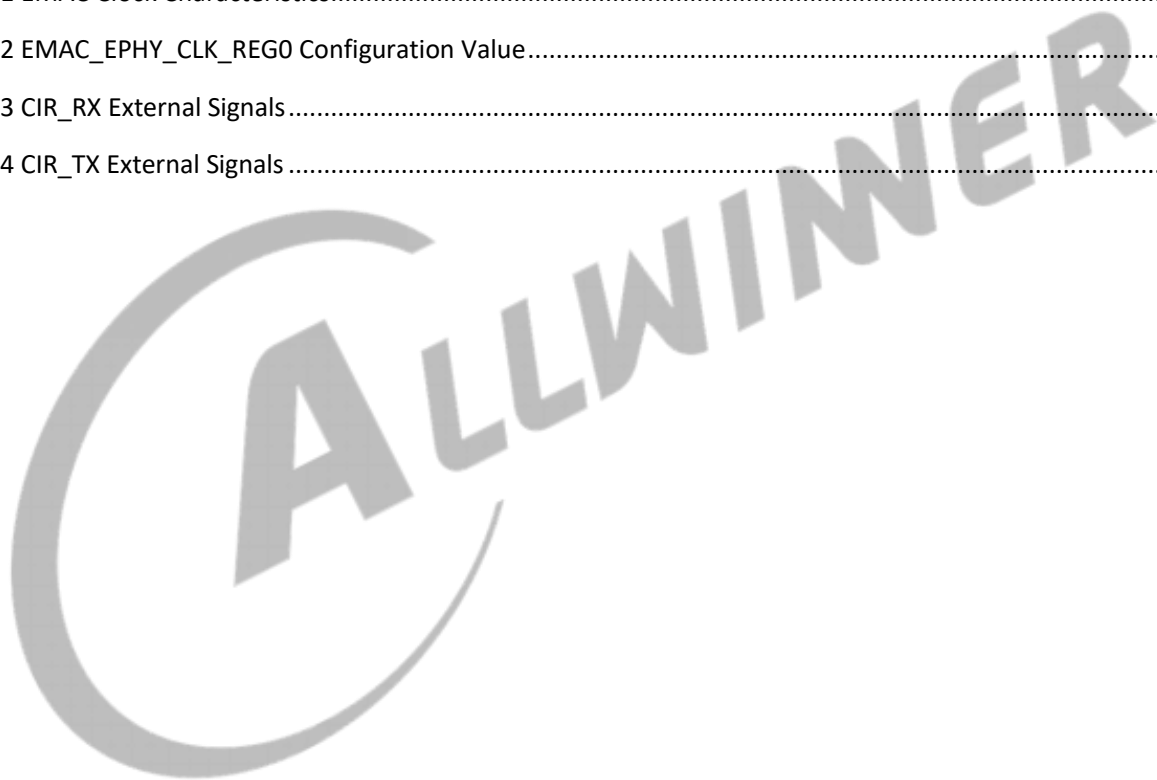 2 EMAC_EPHY_CLK_REG0 Configuration Value
3 CIR_RX External Signals
4 CIR_TX External Signals
ALLWINNER